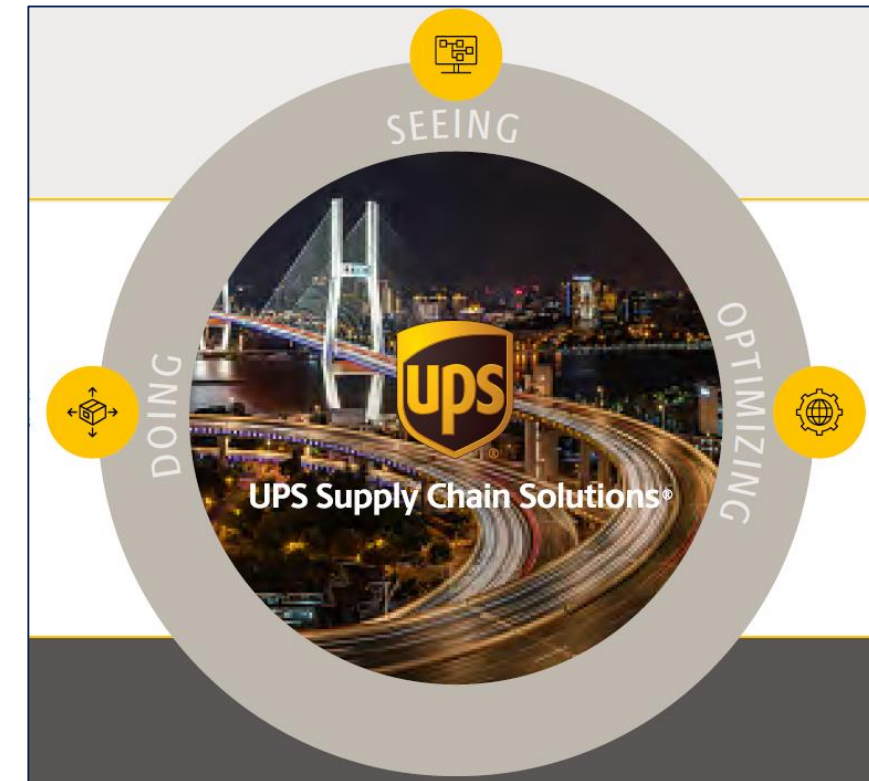 SEEING
DOING
OPTIMIZING
ups
®
UPS Supply Chain Solutions®